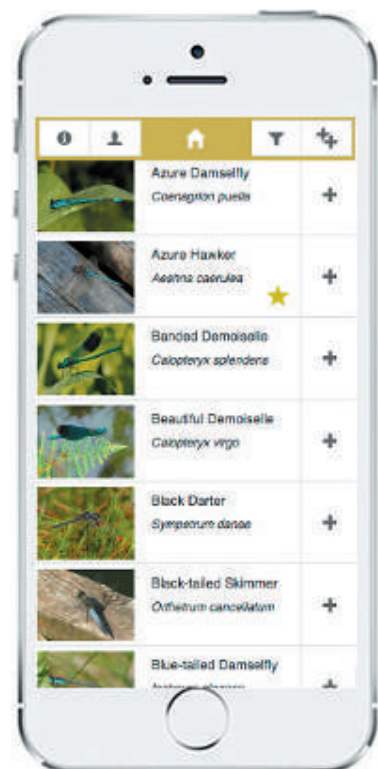 Azure Damselfly
Coenagrion puella
Azure Hawker
Aeshna caerulea
Banded Demoiselle
Calopteryx splendens
Beautiful Demoiselle
Calopteryx virgo
Black Darter
Sympetrum danae
Black-tailed Skimmer
Orthetrum cancellatum
Blue-tailed Damselfly